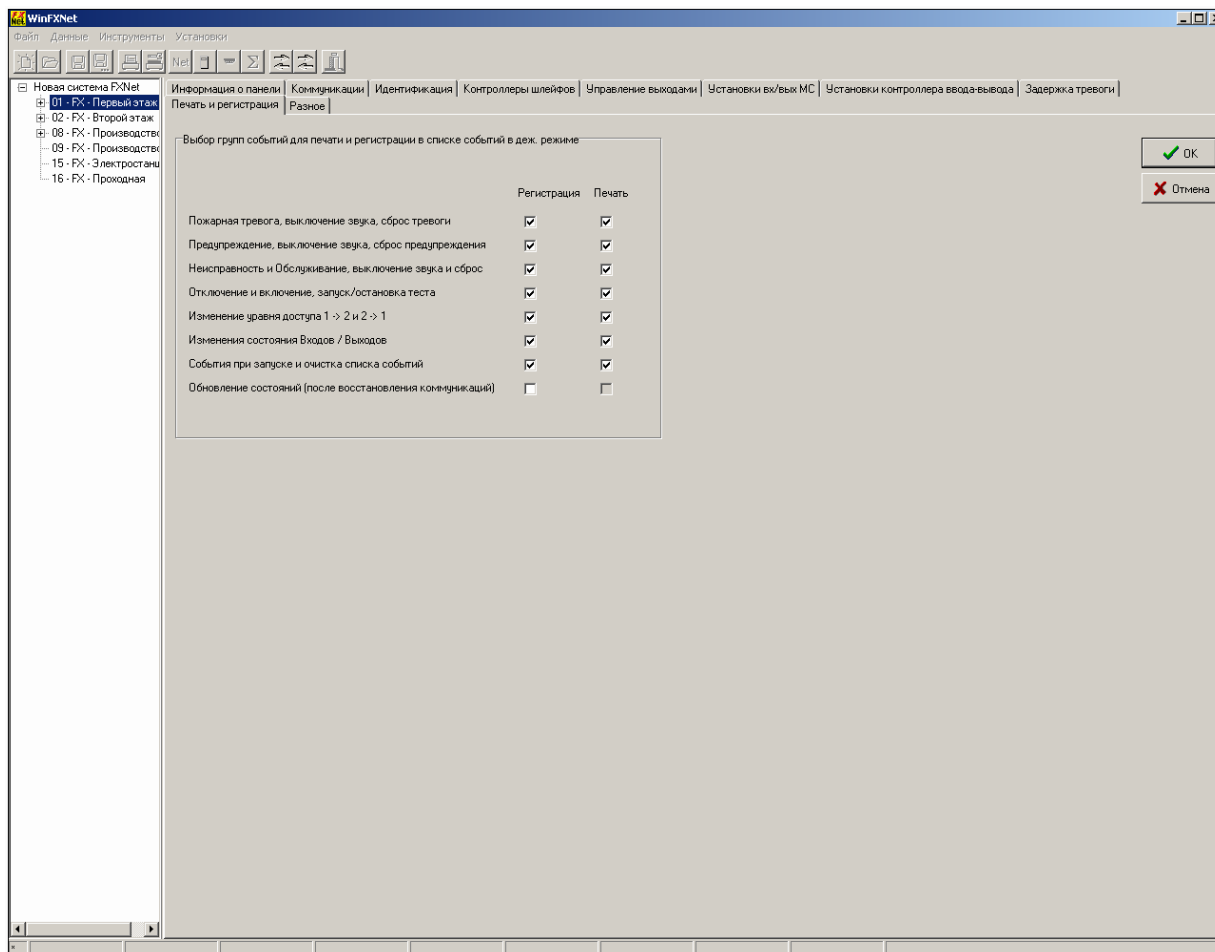 WinFXNet
Файл Данные Инструменты Установки
Net Σ
Новая система FXNet
01 - FX - Первый этаж
02 - FX - Второй этаж
08 - FX - Производство
09 - FX - Производство
15 - FX - Электростанц
16 - FX - Проходная
Информация о панели Коммуникации Идентификация Контроллеры шлейфов Управление выходами Установки вх/вых MC Установки контроллера ввода-вывода Задержка тревоги
Печать и регистрация Разное
Выбор групп событий для печати и регистрации в списке событий в деж. режиме
Регистрация Печать
Пожарная тревога, выключение звука, сброс тревоги
Предупреждение, выключение звука, сброс предупреждения
Неисправность и Обслуживание, выключение звука и сброс
Отключение и включение, запуск/остановка теста
Изменение уравня доступа 1 -> 2 и 2 -> 1
Изменения состояния Входов / Выходов
События при запуске и очистка списка событий
Обновление состояний (после восстановления коммуникаций)
OK
Отмена